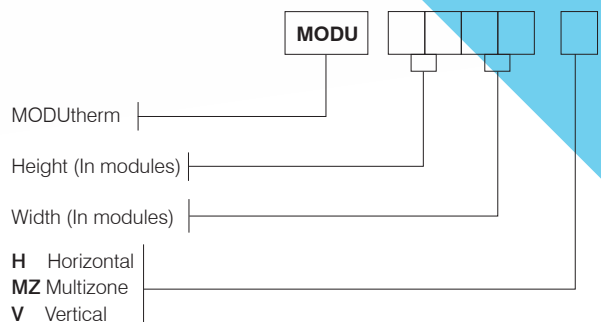 MODU
MODUtherm
Height (In modules)
Width (In modules)
H Horizontal
MZ Multizone
V Vertical